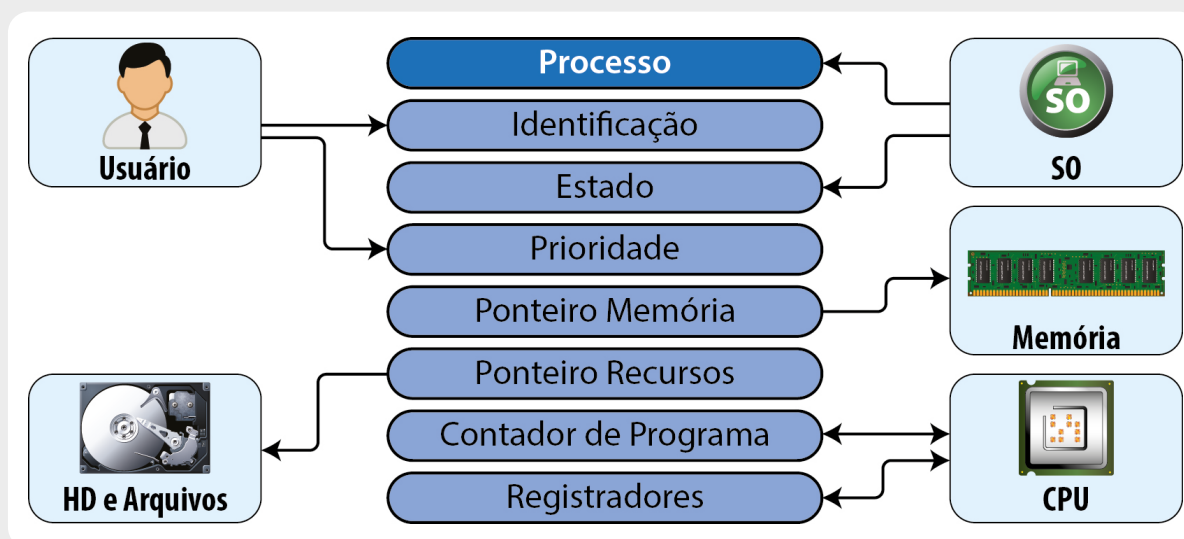 Usuário
HD e Arquivos
Processo
Identificação
Estado
Prioridade
Ponteiro Memória
Ponteiro Recursos
Contador de Programa
Registradores
SO
SO
Memória
CPU